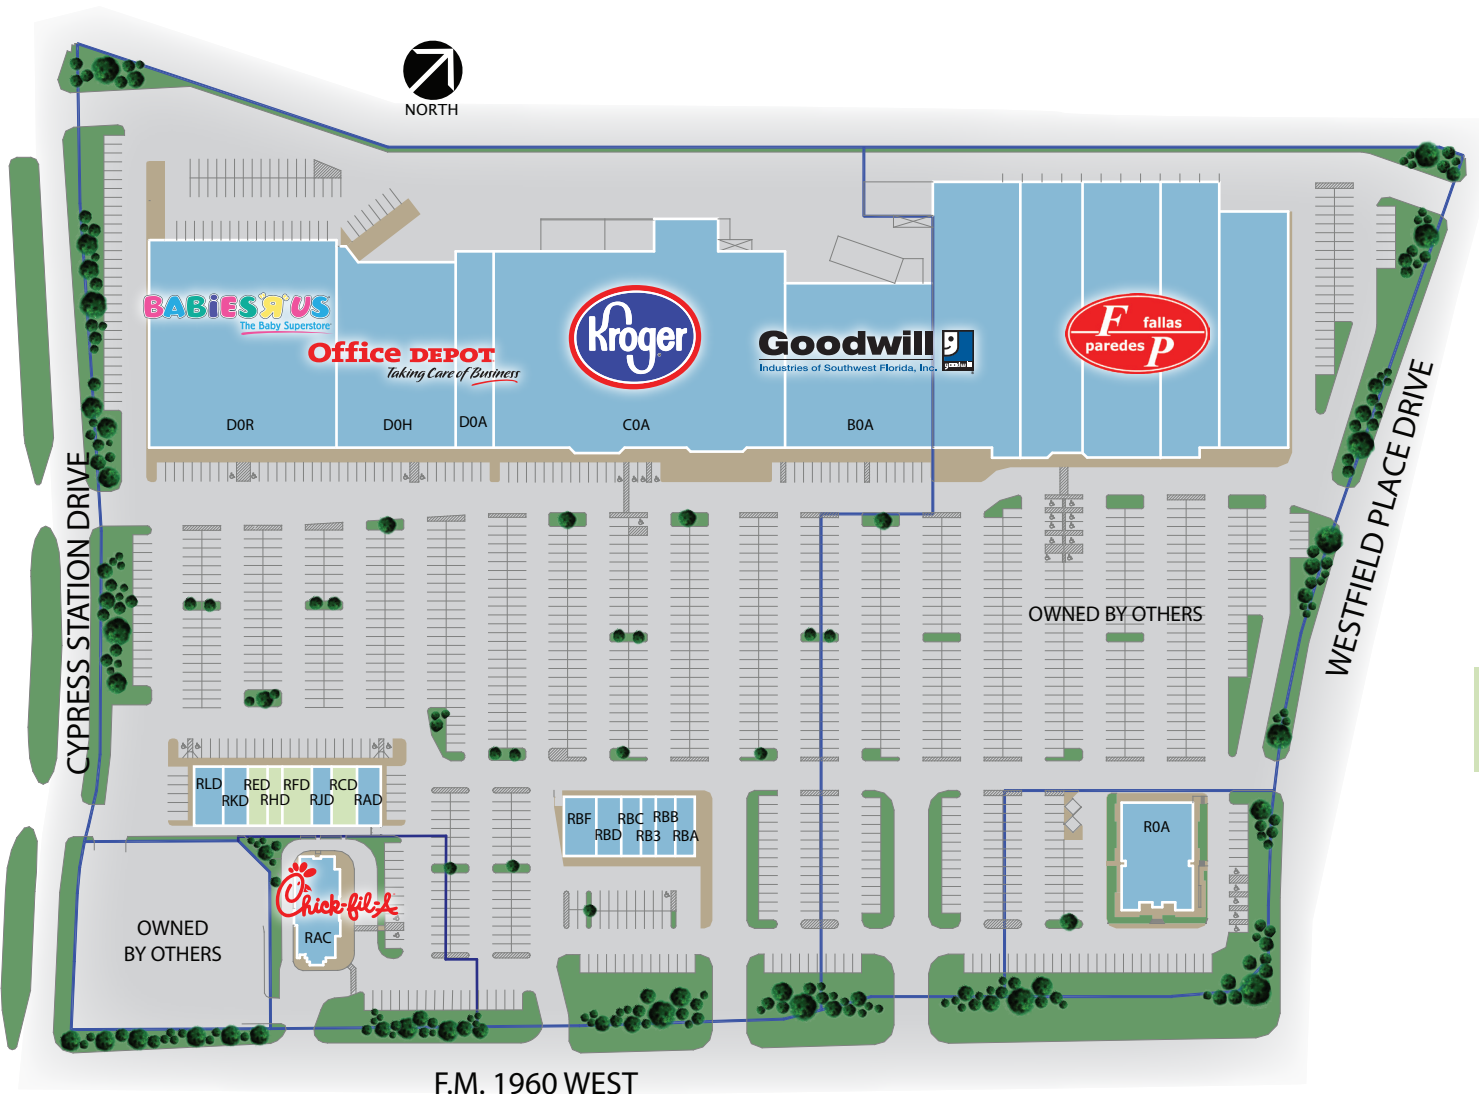 NORTH
BABIES"R"US
The Baby Superstore
Office DEPOT
Taking Care of Business
Kroger
Goodwill
Industries of Southwest Florida, Inc.
goodwill
F fallas
paredes P
D0R
D0H
D0A
C0A
B0A
CYPRESS STATION DRIVE
WESTFIELD PLACE DRIVE
OWNED BY OTHERS
RLD
RKD
RED
RHD
RFD
RJD
RCD
RAD
RBF
RBD
RBC
RB3
RBB
RBA
R0A
Chick-fil-A
RAC
OWNED
BY OTHERS
F.M. 1960 WEST